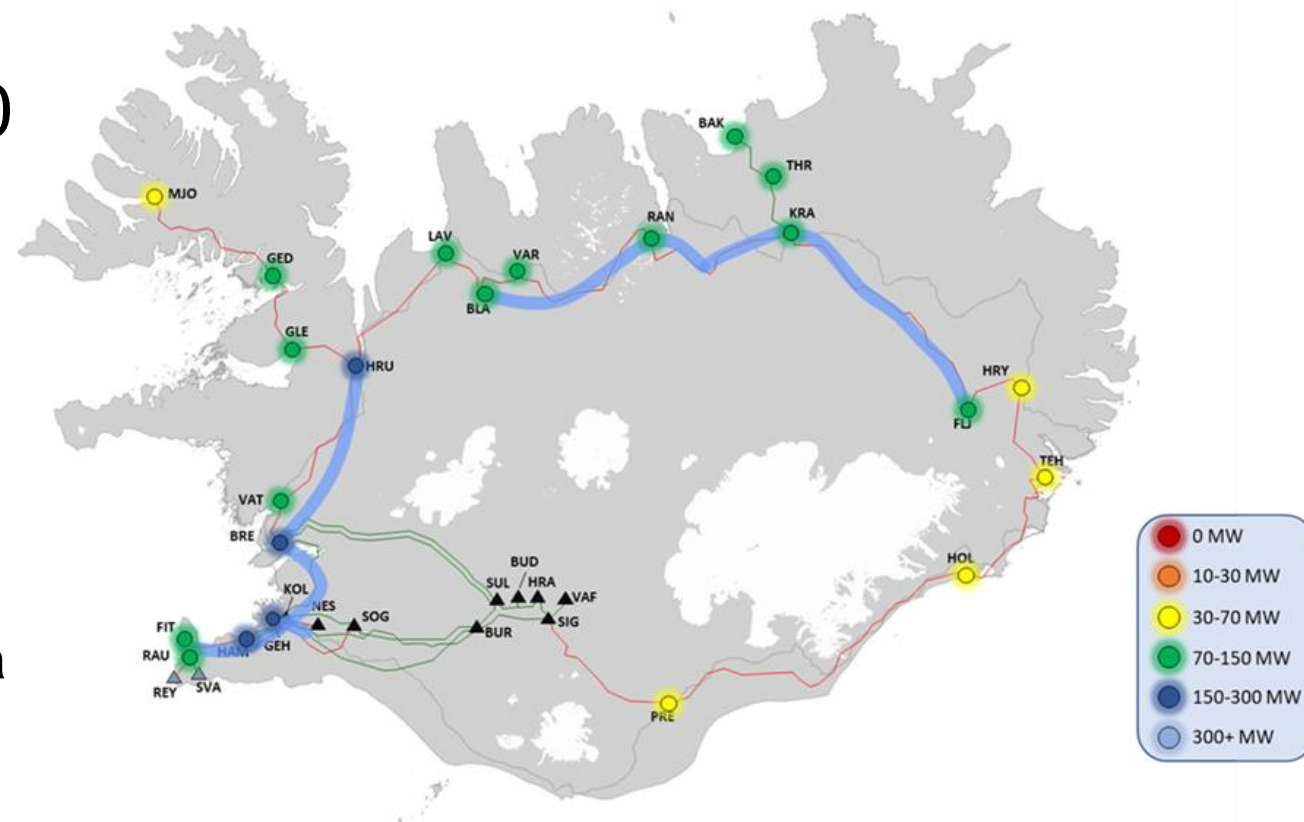 )
BAK
THR
MJO
RAN
KRA
LAV
VAR
GED
BLA
GLE
HRU
HRY
FLJ
TEH
VAT
BRE
HOL
BUD
SUL
HRA
VAF
KOL
NES
SOG
SIG
BUR
FIT
HAM
GEH
RAU
a
REY
SVA
PRE
0 MW
10-30 MW
30-70 MW
70-150 MW
150-300 MW
300+ MW